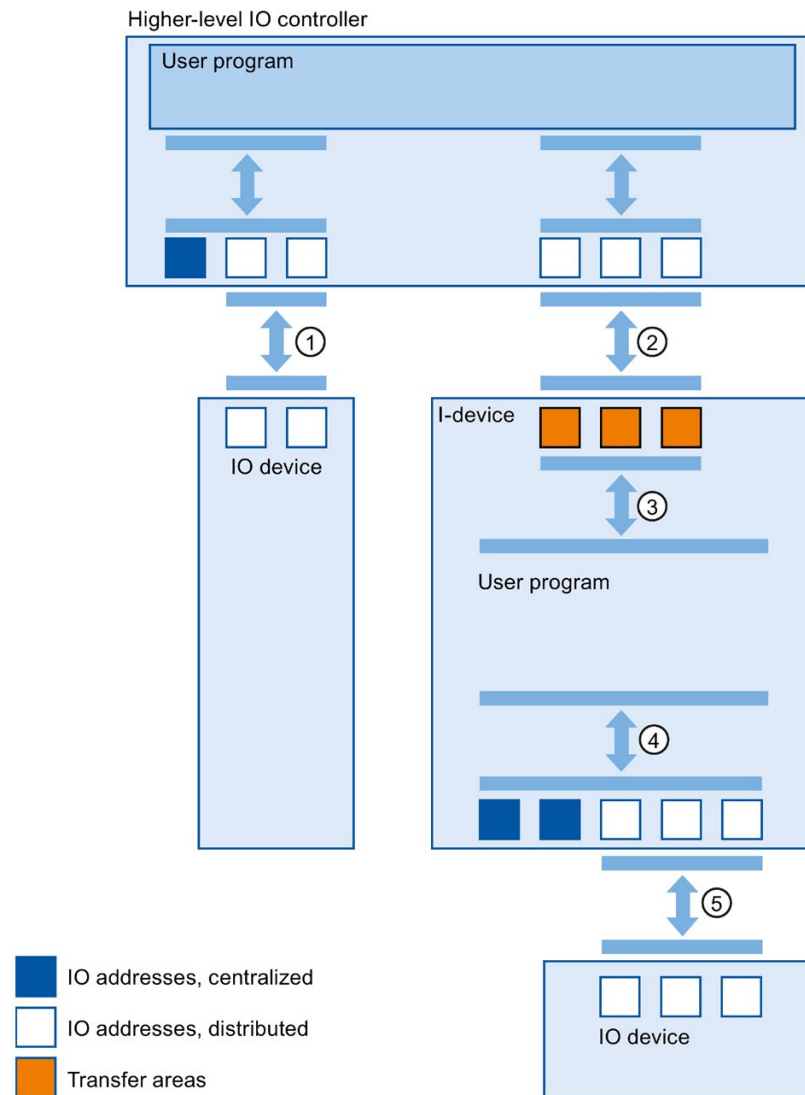 Higher-level IO controller
User program
1
2
I-device
IO device
3
User program
4
5
IO addresses, centralized
IO addresses, distributed
IO device
Transfer areas